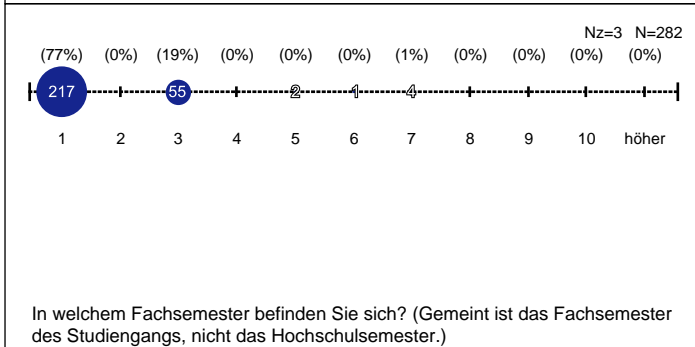 Nz=3 N=282
(77%) (0%) (19%) (0%) (0%) (0%) (1%) (0%) (0%) (0%) (0%)
217 55 2 1 4
1 2 3 4 5 6 7 8 9 10 höher
In welchem Fachsemester befinden Sie sich? (Gemeint ist das Fachsemester
des Studiengangs, nicht das Hochschulsemester.)